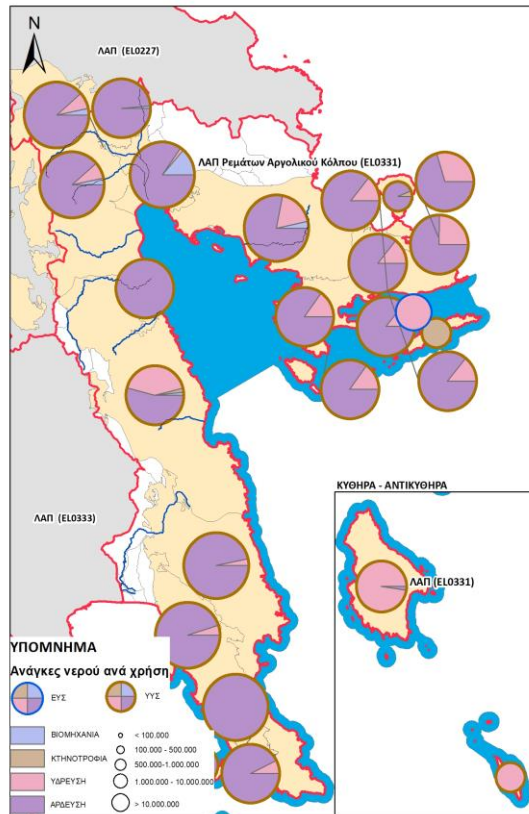 N
ΛΑΠ (EL0227)
ΛΑΠ Ρεμάτων Αργολικού Κόλπου (EL0331)
ΛΑΠ (EL0333)
ΚΥΘΗΡΑ - ΑΝΤΙΚΥΘΗΡΑ
ΛΑΠ (EL0331)
ΥΠΟΜΝΗΜΑ
Ανάγκες νερού ανά χρήση
ΕΥΣ ΥΥΣ
ΒΙΟΜΗΧΑΝΙΑ < 100.000
ΚΤΗΝΟΤΡΟΦΙΑ 100.000 - 500.000
500.000-1.000.000
ΥΔΡΕΥΣΗ 1.000.000 - 10.000.000
ΑΡΔΕΥΣΗ > 10.000.000